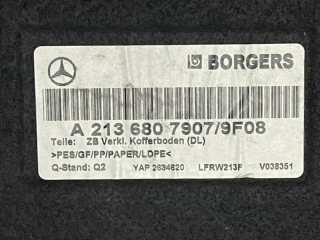 BORGERS
A 213 680 7907/9F08
Teile: ZB Verkl. Kofferboden (DL)
>PES/GF/PP/PAPER/LDPE<
Q-Stand: Q2 YAP 2634620 LFRW213F V038351